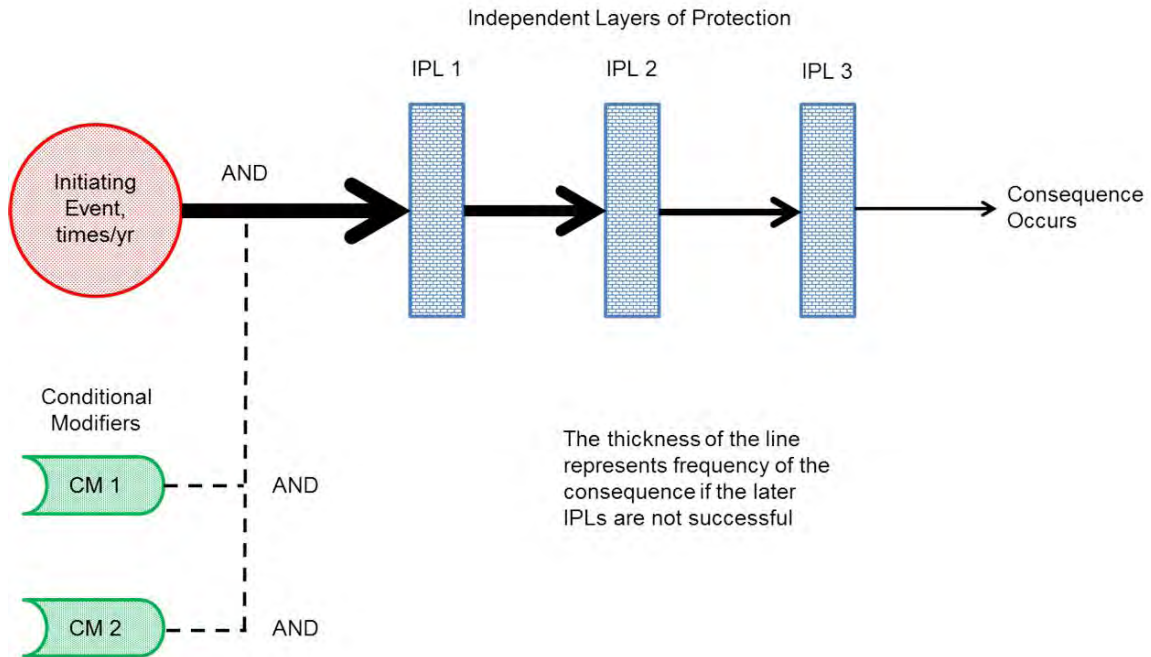 Independent Layers of Protection
IPL 1
IPL 2
IPL 3
Initiating
Event,
times/yr
AND
Consequence
Occurs
Conditional
Modifiers
CM 1
AND
CM 2
AND
The thickness of the line
represents frequency of the
consequence if the later
IPLs are not successful